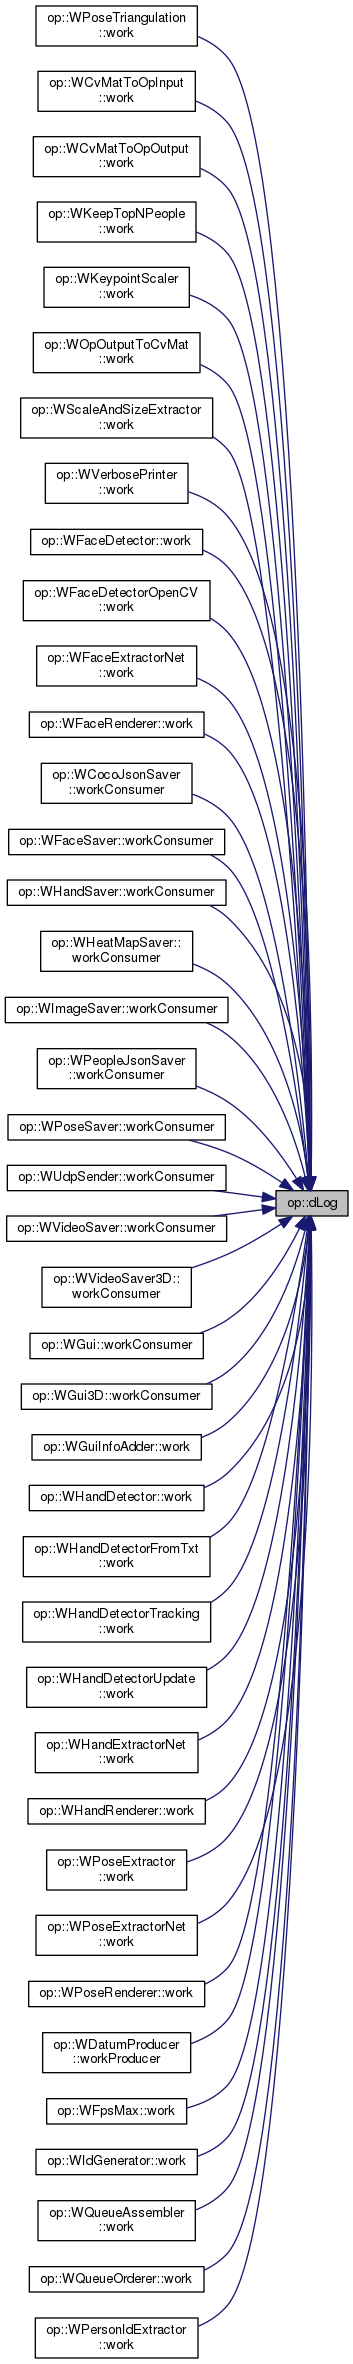 op::WPoseTriangulation
::work
op::WCvMatToOpInput
::work
op::WCvMatToOpOutput
::work
op::WKeepTopNPeople
::work
op::WKeypointScaler
::work
op::WOpOutputToCvMat
::work
op::WScaleAndSizeExtractor
::work
op::WVerbosePrinter
::work
op::WFaceDetector::work
op::WFaceDetectorOpenCV
::work
op::WFaceExtractorNet
::work
op::WFaceRenderer::work
op::WCocoJsonSaver
::workConsumer
op::WFaceSaver::workConsumer
op::WHandSaver::workConsumer
op::WHeatMapSaver::
workConsumer
op::WImageSaver::workConsumer
op::WPeopleJsonSaver
::workConsumer
op::WPoseSaver::workConsumer
op::WUdpSender::workConsumer
op::dLog
op::WVideoSaver::workConsumer
op::WVideoSaver3D::
workConsumer
op::WGui::workConsumer
op::WGui3D::workConsumer
op::WGuiInfoAdder::work
op::WHandDetector::work
op::WHandDetectorFromTxt
::work
op::WHandDetectorTracking
::work
op::WHandDetectorUpdate
::work
op::WHandExtractorNet
::work
op::WHandRenderer::work
op::WPoseExtractor
::work
op::WPoseExtractorNet
::work
op::WPoseRenderer::work
op::WDatumProducer
::workProducer
op::WFpsMax::work
op::WIdGenerator::work
op::WQueueAssembler
::work
op::WQueueOrderer::work
op::WPersonIdExtractor
::work